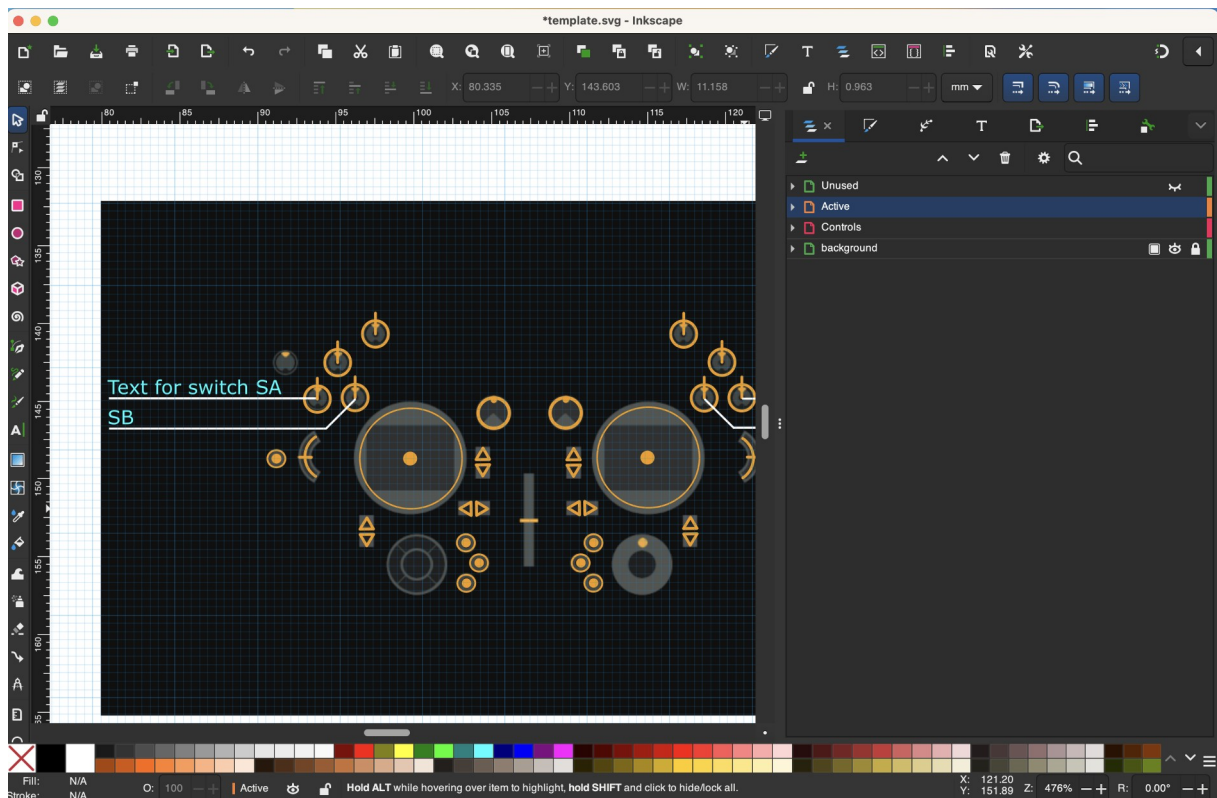 *template.svg - Inkscape
X: 80.335 Y: 143.603 W: 11.158 H: 0.963 mm
80 85 90 95 100 105 110 115 120
130
135
140
145
150
155
160
Unused
Active
Controls
background
Text for switch SA
SB
Fill: N/A
Stroke: N/A
O: 100
Active
Hold ALT while hovering over item to highlight, hold SHIFT and click to hide/lock all.
X: 121.20
Y: 151.89
Z: 476%
R: 0.00°